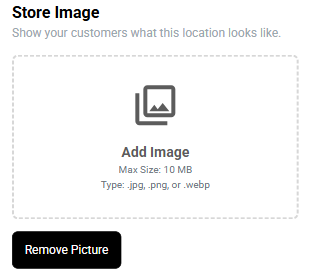 Store Image
Show your customers what this location looks like.
Add Image
Max Size: 10 MB
Type: .jpg, .png, or .webp
Remove Picture